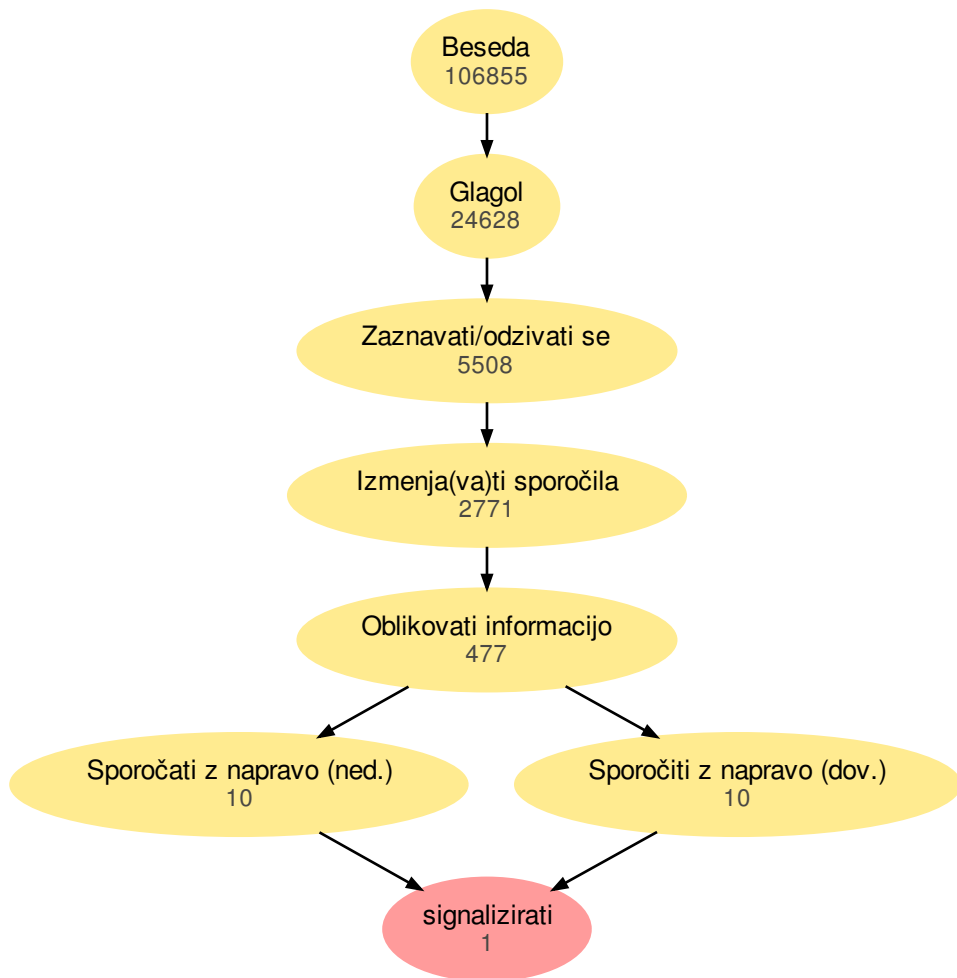 Beseda
106855
Glagol
24628
Zaznavati/odzivati se
5508
Izmenja(va)ti sporočila
2771
Oblikovati informacijo
477
Sporočati z napravo (ned.)
10
Sporočiti z napravo (dov.)
10
signalizirati
1